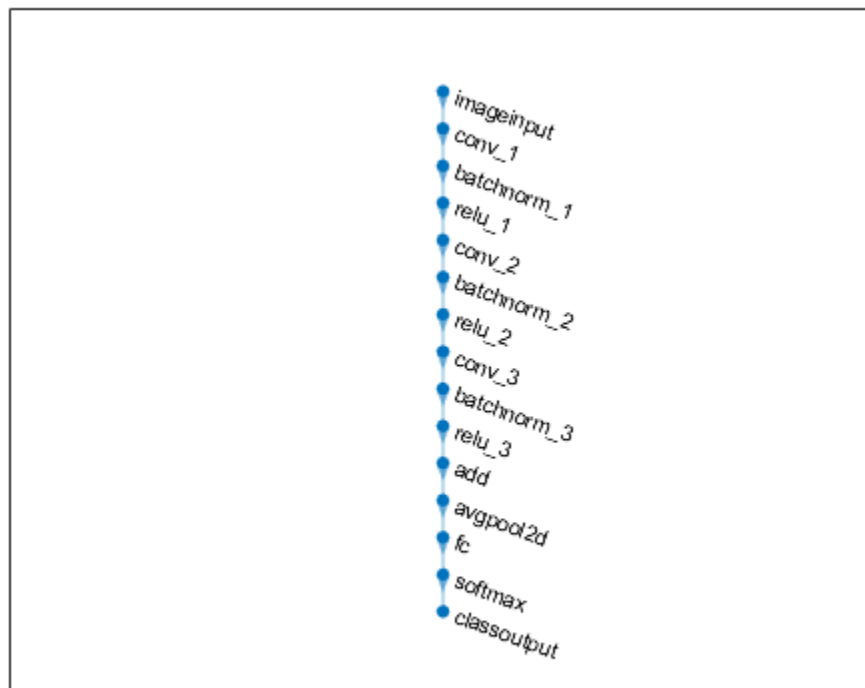 imageinput
conv_1
batchnorm_1
relu_1
conv_2
batchnorm_2
relu_2
conv_3
batchnorm_3
relu_3
add
avgpool2d
fc
softmax
classoutput